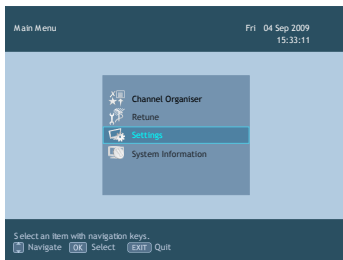 Main Menu
Fri 04 Sep 2009
15:33:11
Channel Organiser
Retune
Settings
System Information
Select an item with navigation keys.
Navigate OK Select EXIT Quit